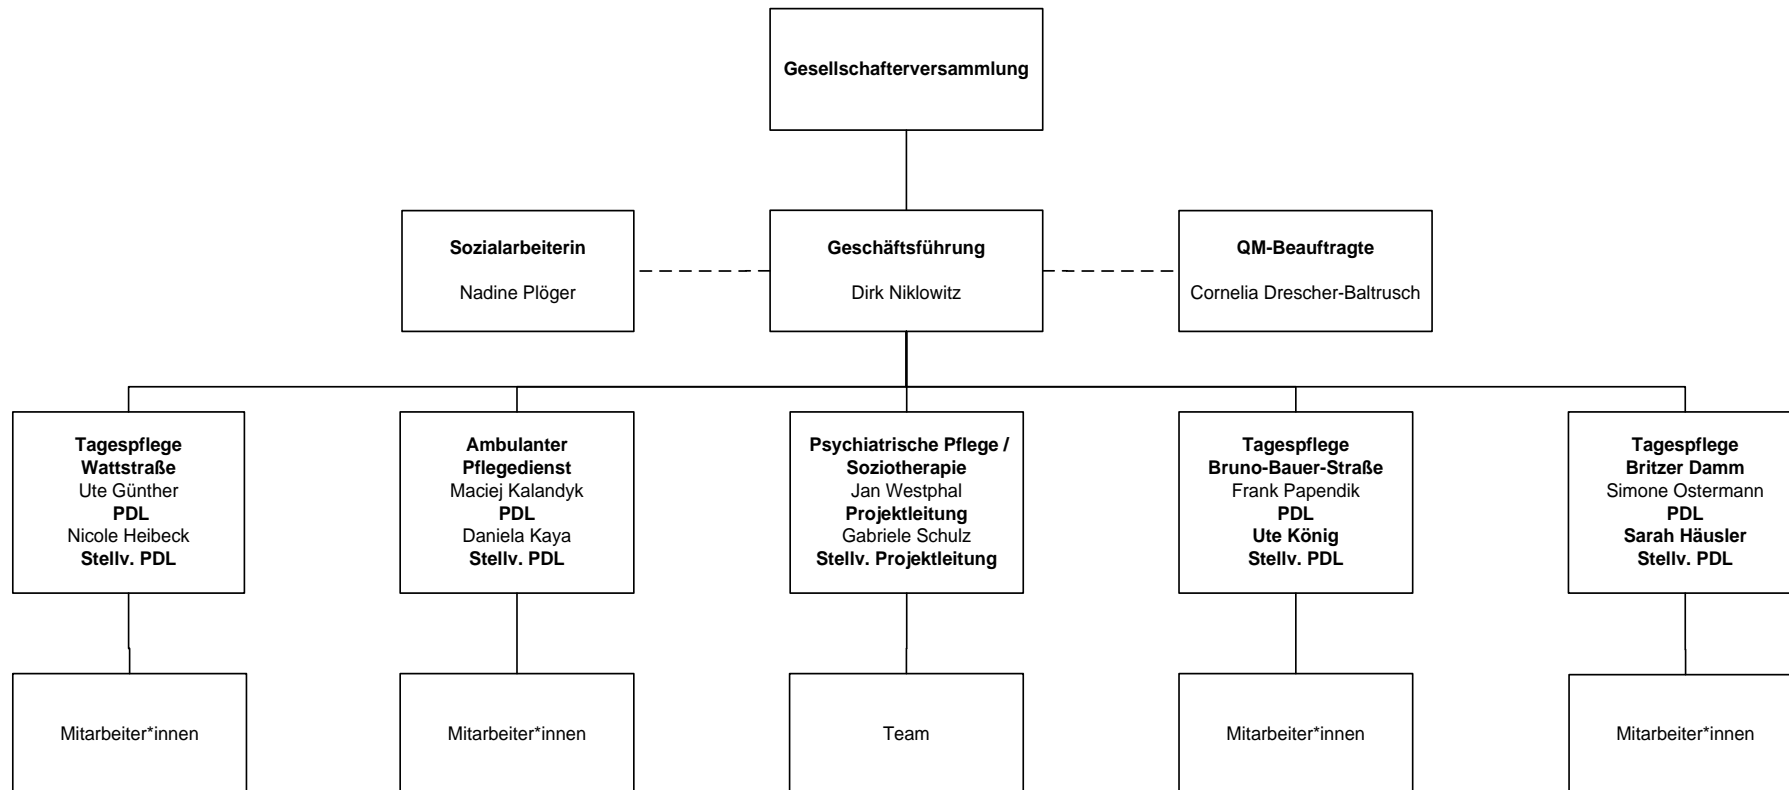 Gesellschafterversammlung
Sozialarbeiterin
Nadine Plöger
Geschäftsführung
Dirk Niklowitz
QM-Beauftragte
Cornelia Drescher-Baltrusch
Tagespflege
Wattstraße
Ute Günther
PDL
Nicole Heibeck
Stellv. PDL
Ambulanter
Pflegedienst
Maciej Kalandyk
PDL
Daniela Kaya
Stellv. PDL
Psychiatrische Pflege /
Soziotherapie
Jan Westphal
Projektleitung
Gabriele Schulz
Stellv. Projektleitung
Tagespflege
Bruno-Bauer-Straße
Frank Papendik
PDL
Ute König
Stellv. PDL
Tagespflege
Britzer Damm
Simone Ostermann
PDL
Sarah Häusler
Stellv. PDL
Mitarbeiter*innen
Mitarbeiter*innen
Team
Mitarbeiter*innen
Mitarbeiter*innen